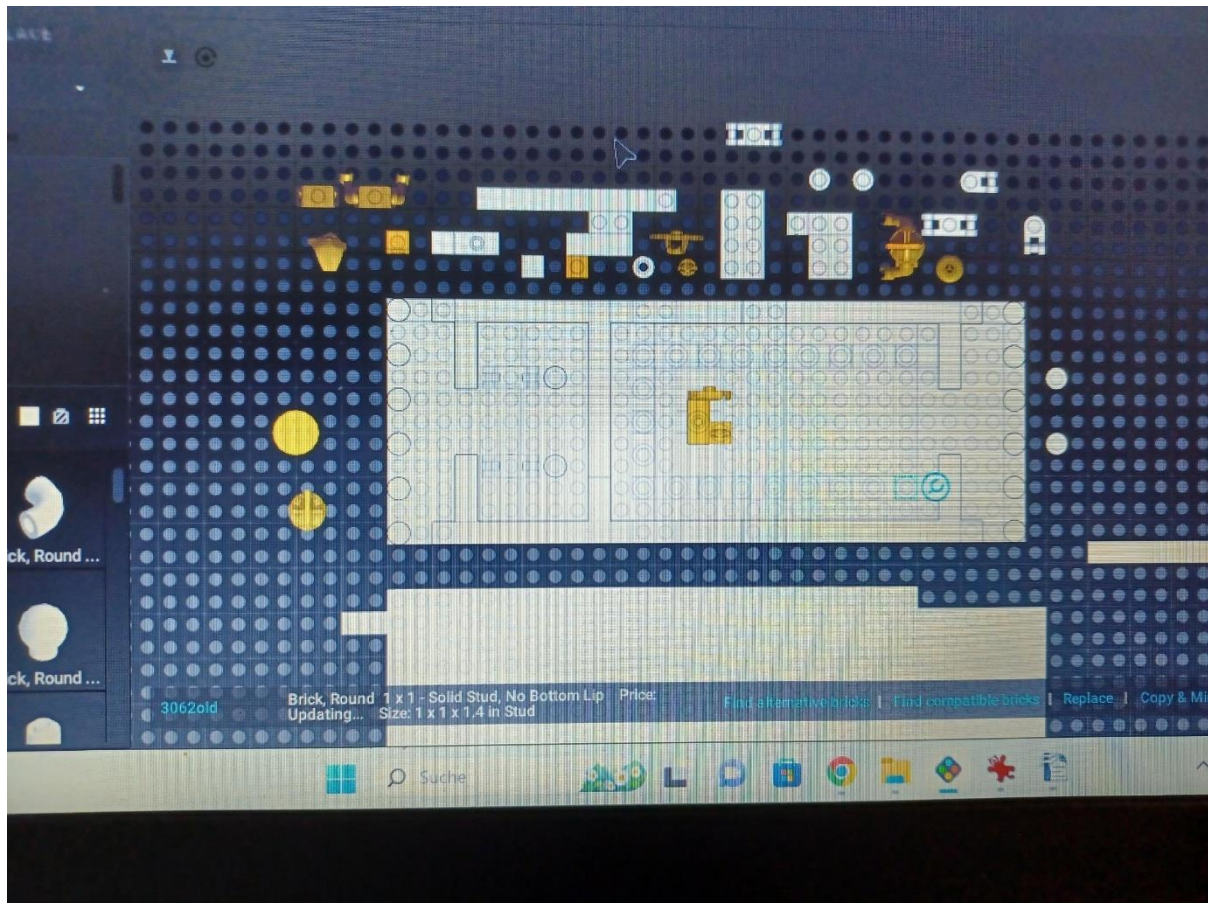 ck, Round ...
ck, Round ...
3062old
Brick, Round 1 x 1 - Solid Stud, No Bottom Lip Price:
Updating... Size: 1 x 1 x 1.4 in Stud
Find alternative bricks | Find compatible bricks | Replace | Copy & Mi
Suche